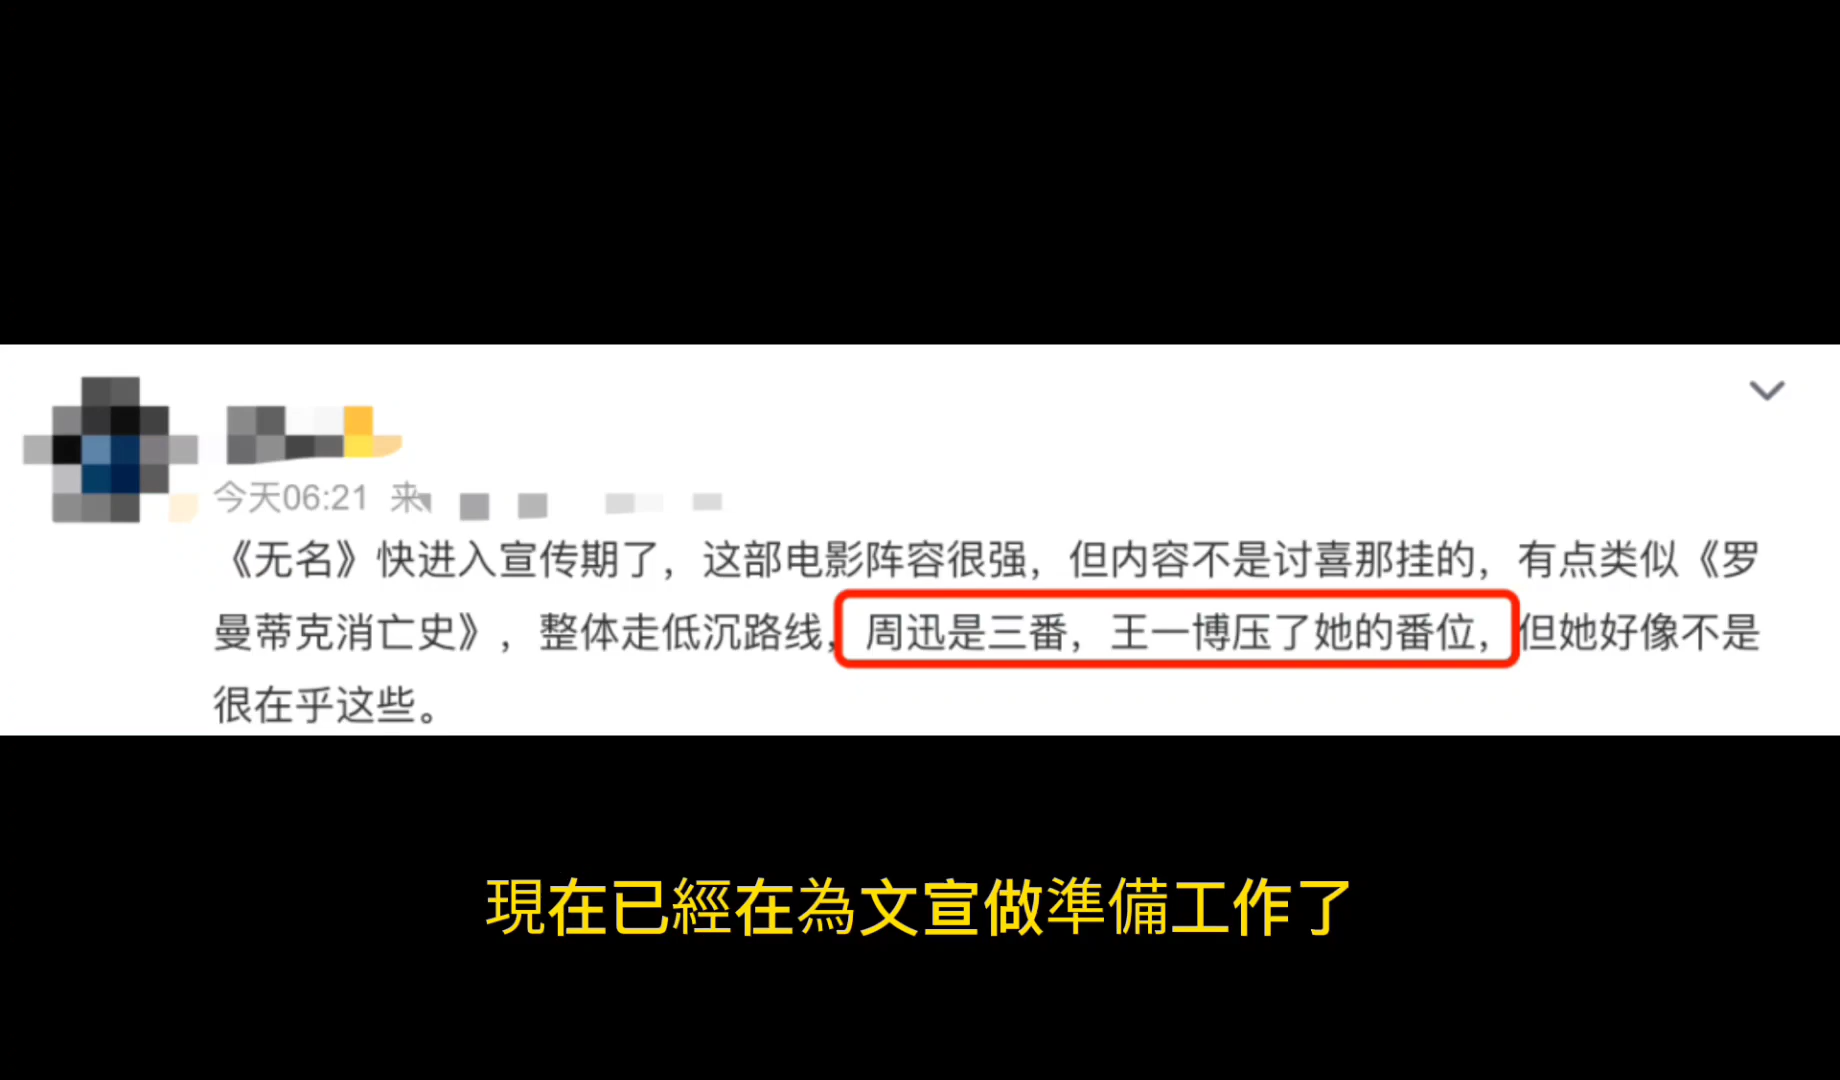 今天06:21 来
《无名》快进入宣传期了，这部电影阵容很强，但内容不是讨喜那挂的，有点类似《罗
曼蒂克消亡史》，整体走低沉路线，周迅是三番，王一博压了她的番位，但她好像不是
很在乎这些。
現在已經在為文宣做準備工作了